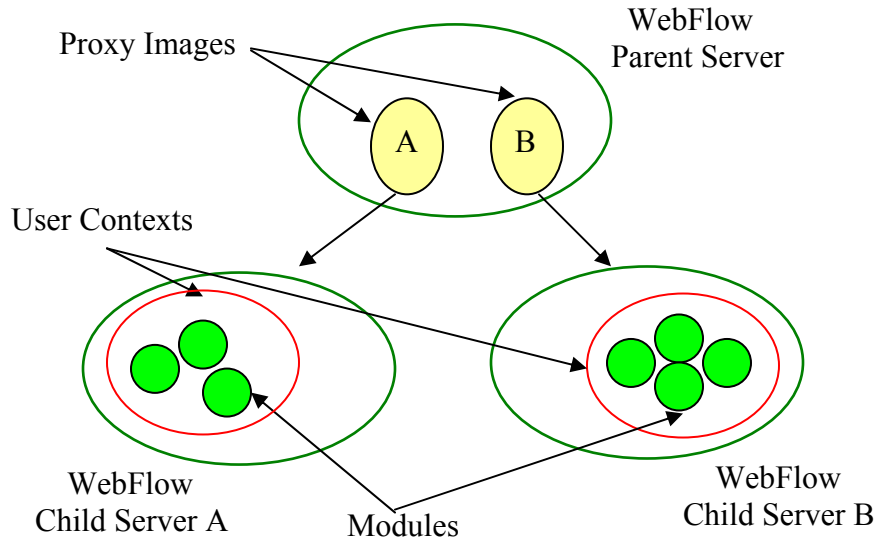 WebFlow
Parent Server
Proxy Images
A
B
User Contexts
WebFlow
Child Server A
Modules
WebFlow
Child Server B